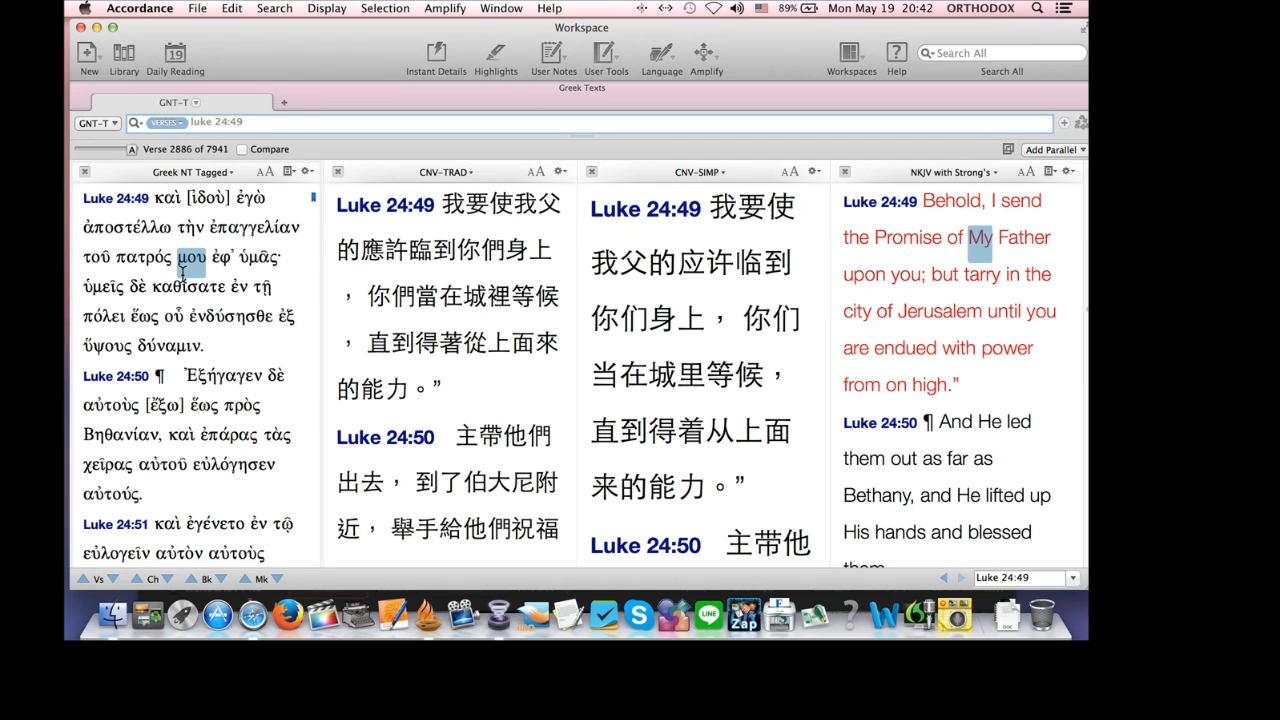 Accordance File Edit Search Display Selection Amplify Window Help 89% Mon May 19 20:42 ORTHODOX
Workspace
New Library Daily Reading Instant Details Highlights User Notes User Tools Language Amplify Workspaces Help Search All
Search All
Greek Texts
GNT-T
GNT-T VERSES luke 24:49
Verse 2886 of 7941 Compare Add Parallel
Greek NT Tagged
Luke 24:49 καὶ [ἰδοὺ] ἐγὼ
ἀποστέλλω τὴν ἐπαγγελίαν
τοῦ πατρός μου ἐφ’ ὑμᾶς·
ὑμεῖς δὲ καθίσατε ἐν τῇ
πόλει ἕως οὗ ἐνδύσησθε ἐξ
ὕψους δύναμιν.
Luke 24:50 ¶ Ἐξήγαγεν δὲ
αὐτοὺς [ἔξω] ἕως πρὸς
Βηθανίαν, καὶ ἐπάρας τὰς
χεῖρας αὐτοῦ εὐλόγησεν
αὐτούς.
Luke 24:51 καὶ ἐγένετο ἐν τῷ
εὐλογεῖν αὐτὸν αὐτοὺς
CNV-TRAD
Luke 24:49 我要使我父
的應許臨到你們身上
，你們當在城裡等候
，直到得著從上面來
的能力。”
Luke 24:50 主帶他們
出去，到了伯大尼附
近，舉手給他們祝福
CNV-SIMP
Luke 24:49 我要使
我父的应许临到
你们身上，你们
当在城里等候，
直到得着从上面
来的能力。”
Luke 24:50 主带他
NKJV with Strong's
Luke 24:49 Behold, I send
the Promise of My Father
upon you; but tarry in the
city of Jerusalem until you
are endued with power
from on high.”
Luke 24:50 ¶ And He led
them out as far as
Bethany, and He lifted up
His hands and blessed
them
Vs Ch Bk Mk Luke 24:49
Zap